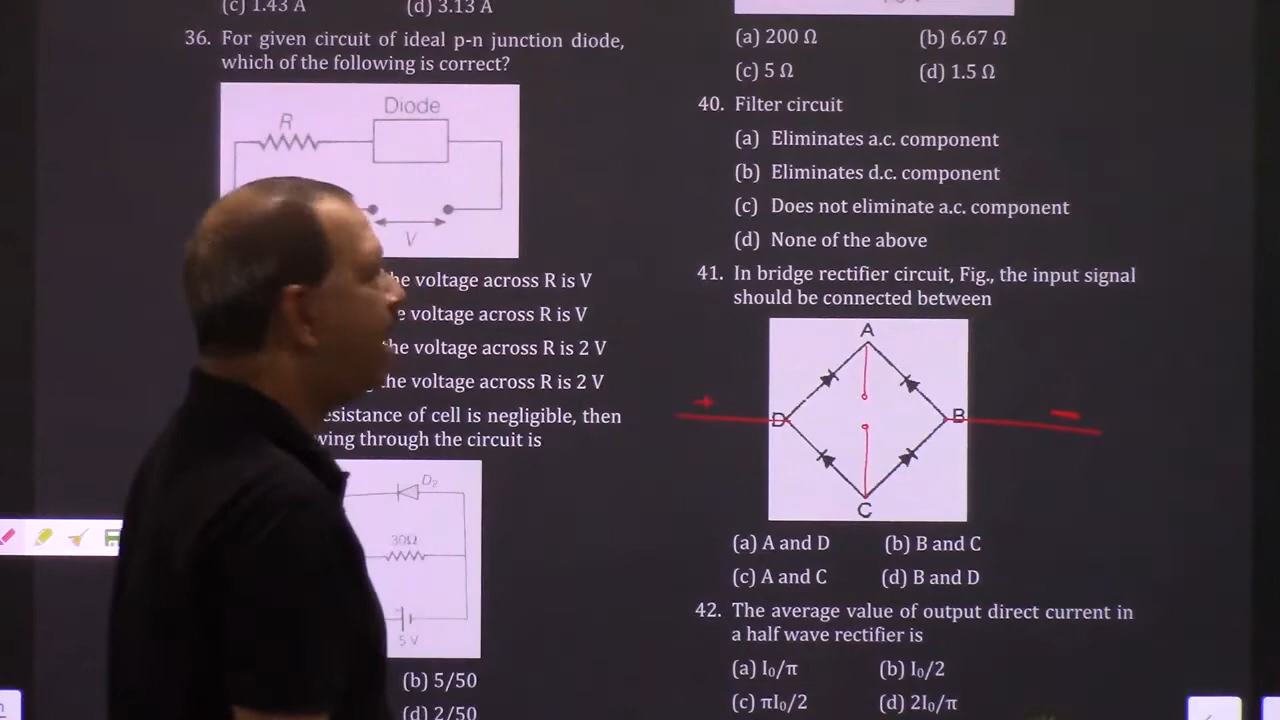 (c) 1.43 A (d) 3.13 A
36. For given circuit of ideal p-n junction diode,
which of the following is correct?
Diode
R
V
the voltage across R is V
voltage across R is V
the voltage across R is 2 V
the voltage across R is 2 V
esistance of cell is negligible, then
wing through the circuit is
D2
30Ω
5 V
(b) 5/50
(d) 2/50
(a) 200 Ω (b) 6.67 Ω
(c) 5 Ω (d) 1.5 Ω
40. Filter circuit
(a) Eliminates a.c. component
(b) Eliminates d.c. component
(c) Does not eliminate a.c. component
(d) None of the above
41. In bridge rectifier circuit, Fig., the input signal
should be connected between
A
+
D B
−
C
(a) A and D (b) B and C
(c) A and C (d) B and D
42. The average value of output direct current in
a half wave rectifier is
(a) I₀/π (b) I₀/2
(c) πI₀/2 (d) 2I₀/π